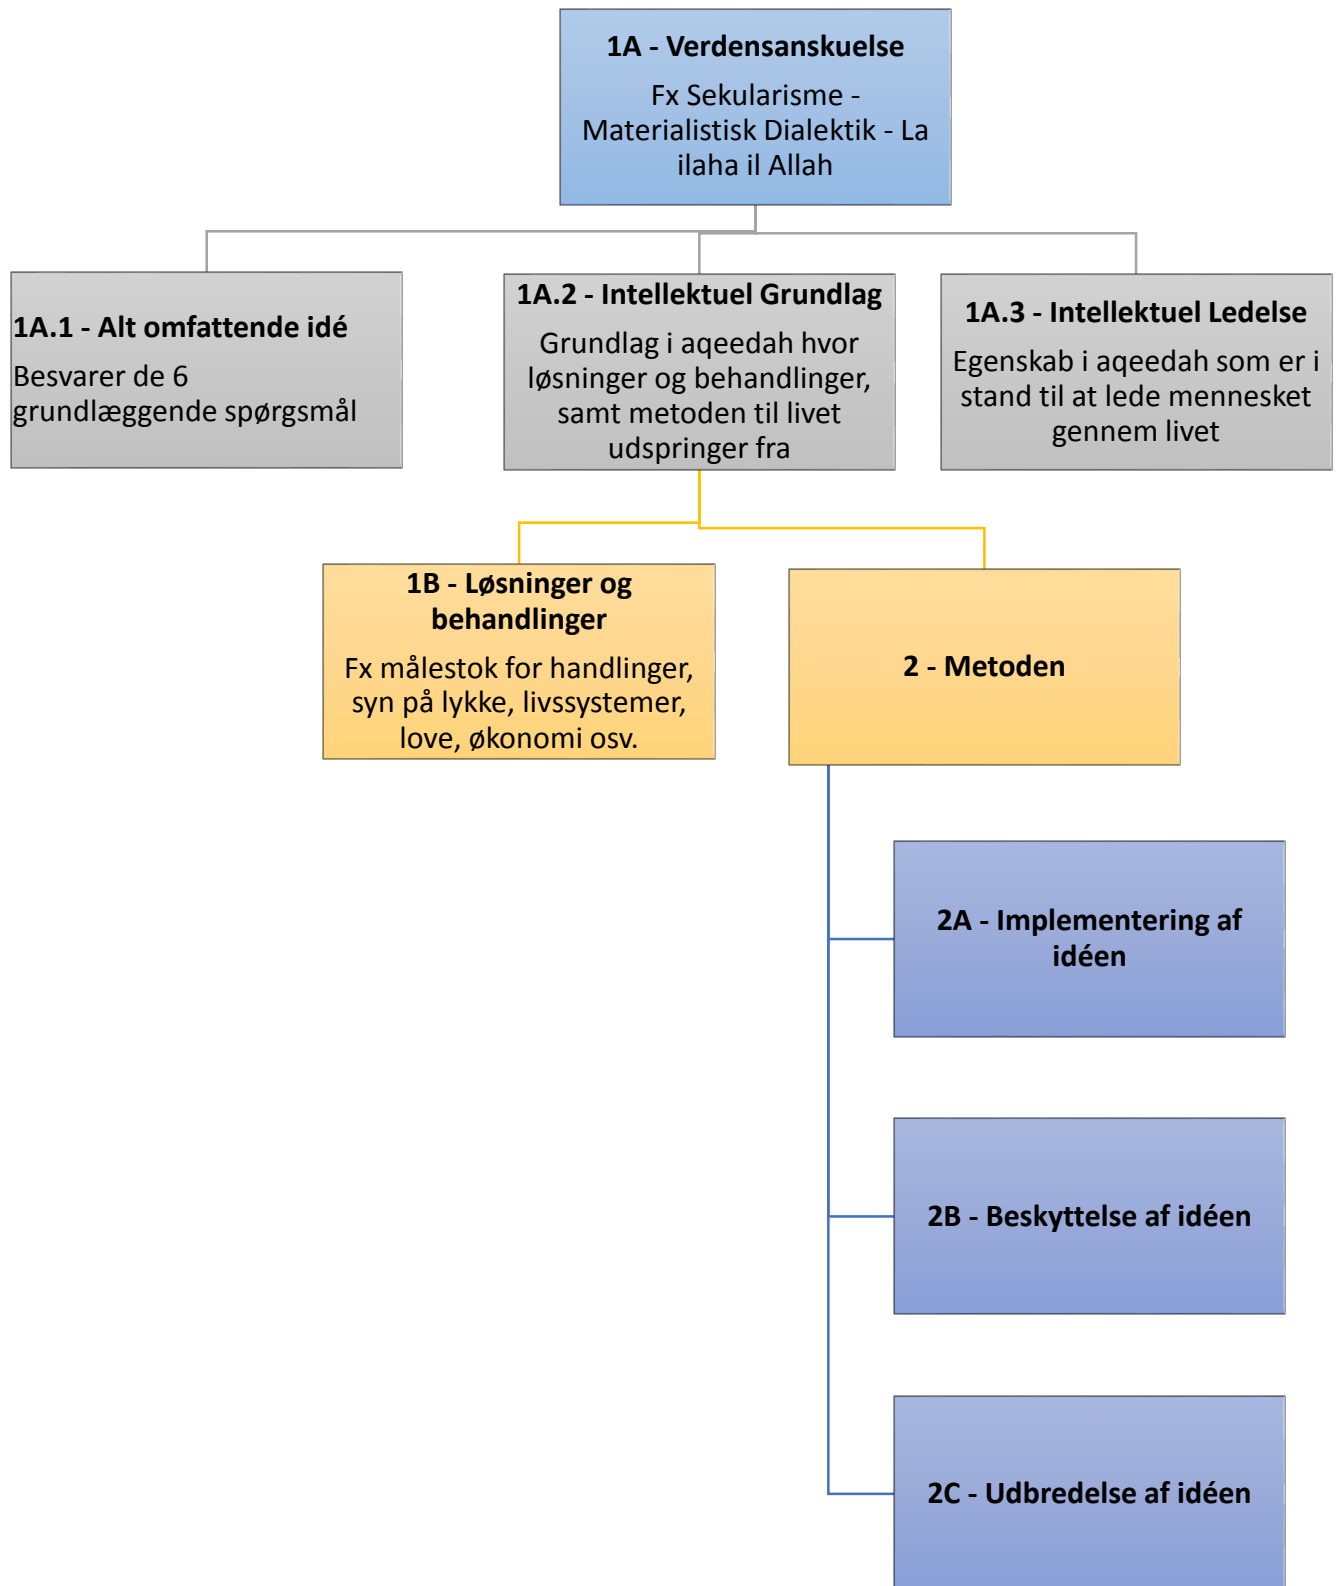 1A - Verdensanskuelse
Fx Sekularisme -
Materialistisk Dialektik - La
ilaha il Allah
1A.1 - Alt omfattende idé
Besvarer de 6
grundlæggende spørgsmål
1A.2 - Intellektuel Grundlag
Grundlag i aqeedah hvor
løsninger og behandlinger,
samt metoden til livet
udspringer fra
1A.3 - Intellektuel Ledelse
Egenskab i aqeedah som er i
stand til at lede mennesket
gennem livet
1B - Løsninger og
behandlinger
Fx målestok for handlinger,
syn på lykke, livssystemer,
love, økonomi osv.
2 - Metoden
2A - Implementering af
idéen
2B - Beskyttelse af idéen
2C - Udbredelse af idéen